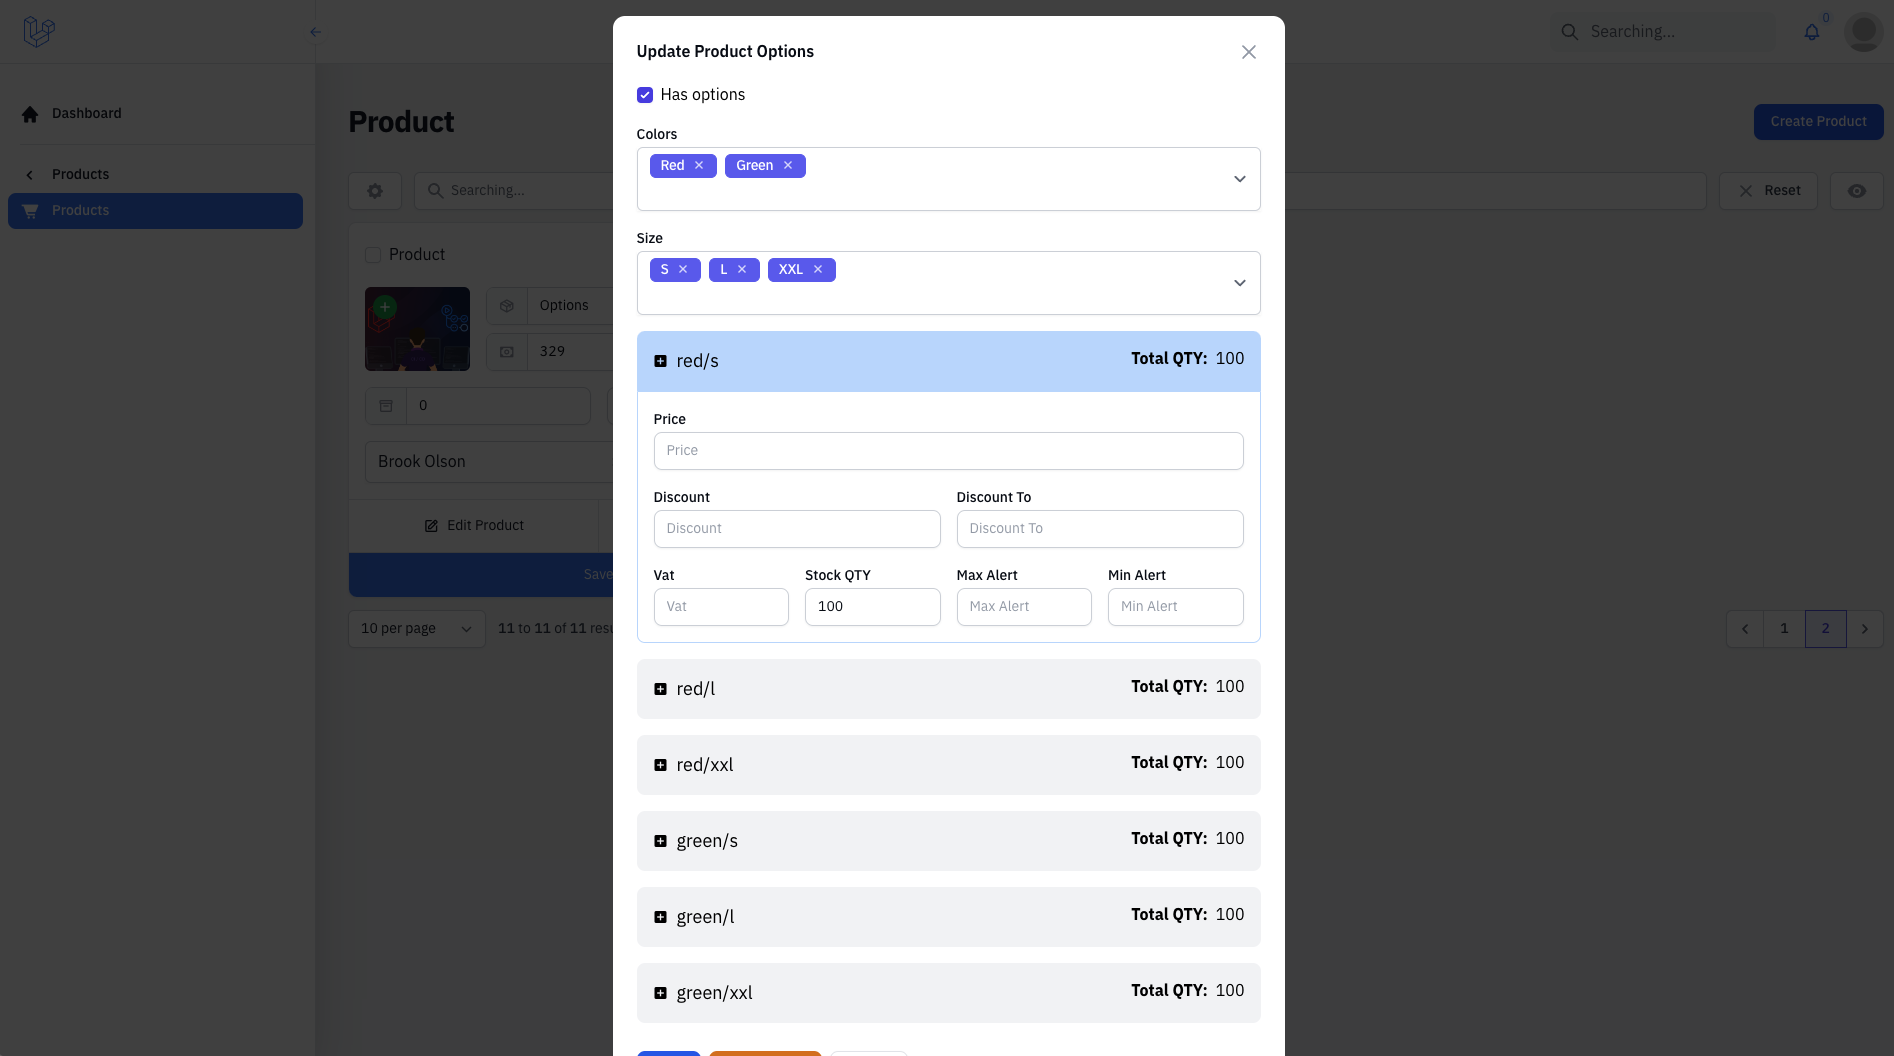 0
Searching...
Dashboard
Products
Products
Product
Create Product
Searching...
Reset
Product
Options
329
0
Brook Olson
Edit Product
Save
10 per page
11 to 11 of 11
1
2
Update Product Options
Has options
Colors
Red
Green
Size
S
L
XXL
red/s
Total QTY: 100
Price
Price
Discount
Discount To
Discount
Discount To
Vat
Stock QTY
Max Alert
Min Alert
Vat
100
Max Alert
Min Alert
red/l
Total QTY: 100
red/xxl
Total QTY: 100
green/s
Total QTY: 100
green/l
Total QTY: 100
green/xxl
Total QTY: 100